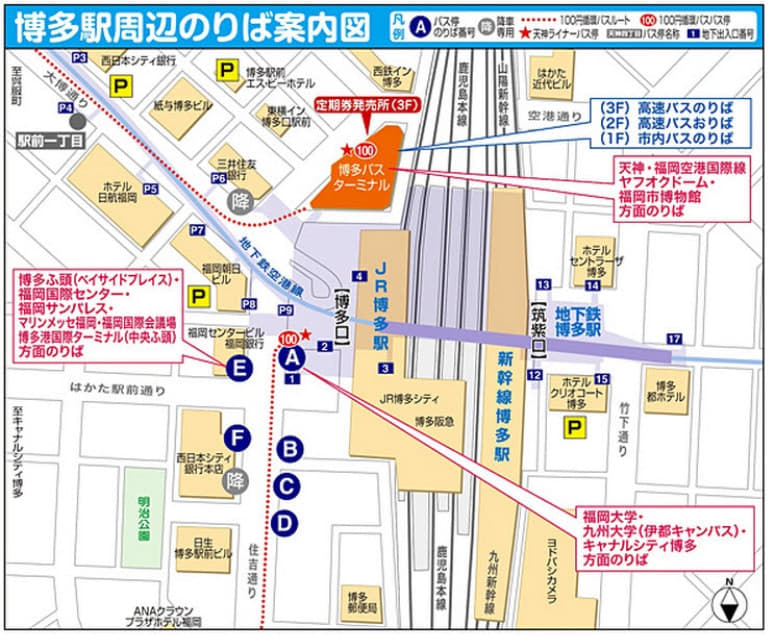 博多駅周辺のりば案内図
凡例
A バス停のりば番号
降 降車専用
100円循環バスルート
100 100円循環バスバス停
★天神ライナーバス停
バス停名称
1 地下出入口番号
至呉服町
P3
西日本シティ銀行
大博通り
P
P
博多駅前
エス・ピーホテル
西鉄イン
博多
鹿児島本線
山陽新幹線
はかた
近代ビル
空港通り
P4
駅前一丁目
紙与博多ビル
東横イン
博多口駅前
定期券発売所(3F)
(3F) 高速バスのりば
(2F) 高速バスおりば
(1F) 市内バスのりば
★100
博多バス
ターミナル
三井住友
銀行
P6
降
P5
ホテル
日航福岡
天神・福岡空港国際線
ヤフオクドーム・
福岡市博物館
方面のりば
P7
地下鉄空港線
福岡朝日
ビル
P
P8
P9
ホテル
セントラーザ
博多
博多ふ頭(ベイサイドプレイス)・
福岡国際センター・
福岡サンパレス・
マリンメッセ福岡・福岡国際会議場
博多港国際ターミナル(中央ふ頭)
方面のりば
4
【博多口】
JR博多駅
13
14
【筑紫口】
地下鉄
博多駅
17
福岡センタービル
福岡銀行
100★
A
2
1
3
E
新幹線博多駅
12
15
ホテル
クリオコート
博多
P
博多
都ホテル
はかた駅前通り
JR博多シティ
博多阪急
竹下通り
至キャナルシティ博多
F
西日本シティ
銀行本店
降
B
C
D
明治公園
日生
博多駅前ビル
住吉通り
鹿児島本線
九州新幹線
ヨドバシカメラ
福岡大学・
九州大学(伊都キャンパス)・
キャナルシティ博多
方面のりば
ANAクラウン
プラザホテル福岡
博多
郵便局
N